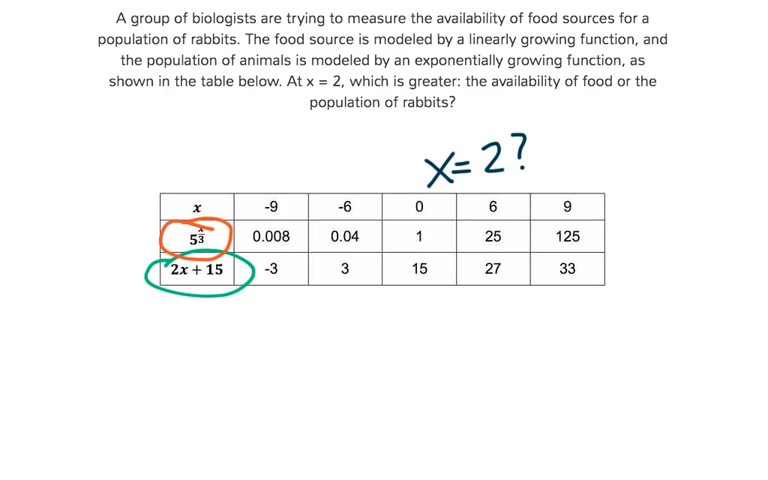 A group of biologists are trying to measure the availability of food sources for a
population of rabbits. The food source is modeled by a linearly growing function, and
the population of animals is modeled by an exponentially growing function, as
shown in the table below. At x = 2, which is greater: the availability of food or the
population of rabbits?
x=2?
x -9 -6 0 6 9
5^(x/3) 0.008 0.04 1 25 125
2x + 15 -3 3 15 27 33